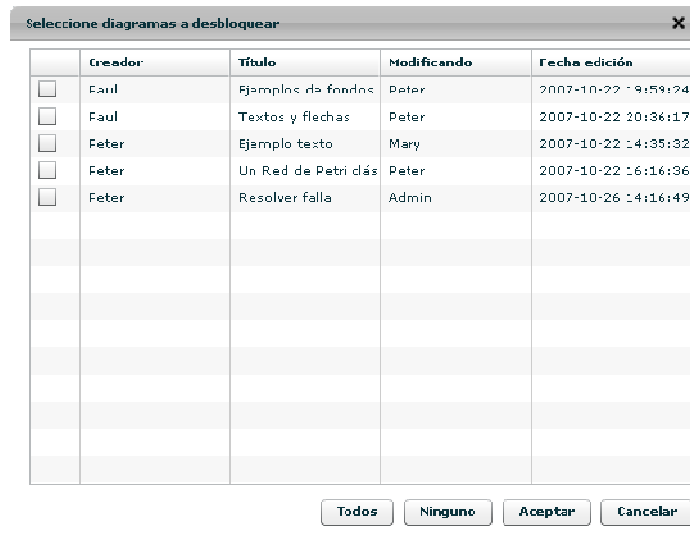 Seleccione diagramas a desbloquear
Creador Título Modificando Fecha edición
Paul Ejemplos de fondos Peter 2007-10-22 19:59:24
Paul Textos y flechas Peter 2007-10-22 20:36:17
Peter Ejemplo texto Mary 2007-10-22 14:35:32
Peter Un Red de Petri clás Peter 2007-10-22 16:16:36
Peter Resolver falla Admin 2007-10-26 14:16:49
Todos Ninguno Aceptar Cancelar